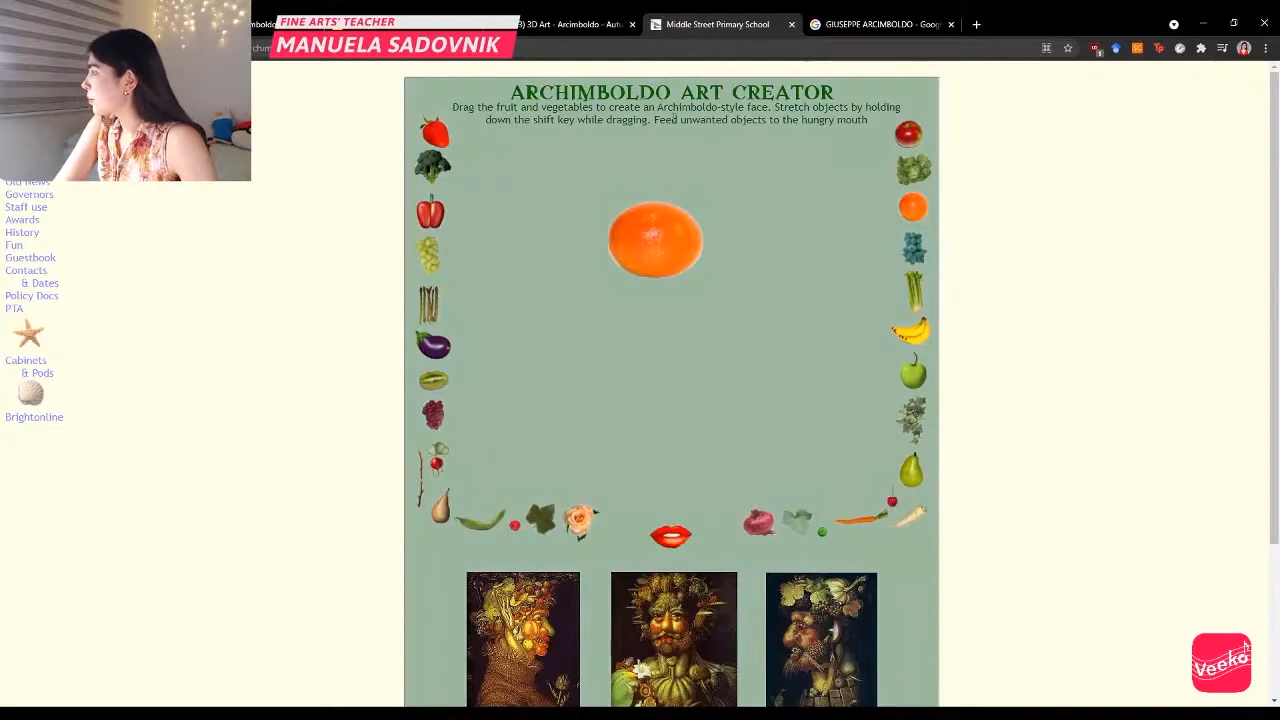 FINE ARTS' TEACHER
MANUELA SADOVNIK
3D Art - Arcimboldo - Autu
Middle Street Primary School
GIUSEPPE ARCIMBOLDO - Goog
ARCHIMBOLDO ART CREATOR
Drag the fruit and vegetables to create an Archimboldo-style face. Stretch objects by holding
down the shift key while dragging. Feed unwanted objects to the hungry mouth
Old News
Governors
Staff use
Awards
History
Fun
Guestbook
Contacts
& Dates
Policy Docs
PTA
Cabinets
& Pods
Brightonline
Veeko